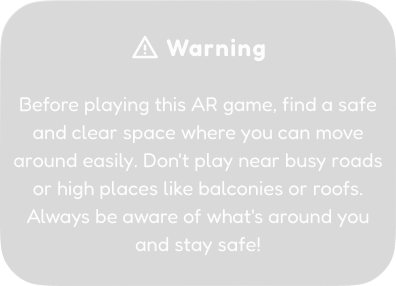 Warning
Before playing this AR game, find a safe
and clear space where you can move
around easily. Don't play near busy roads
or high places like balconies or roofs.
Always be aware of what's around you
and stay safe!